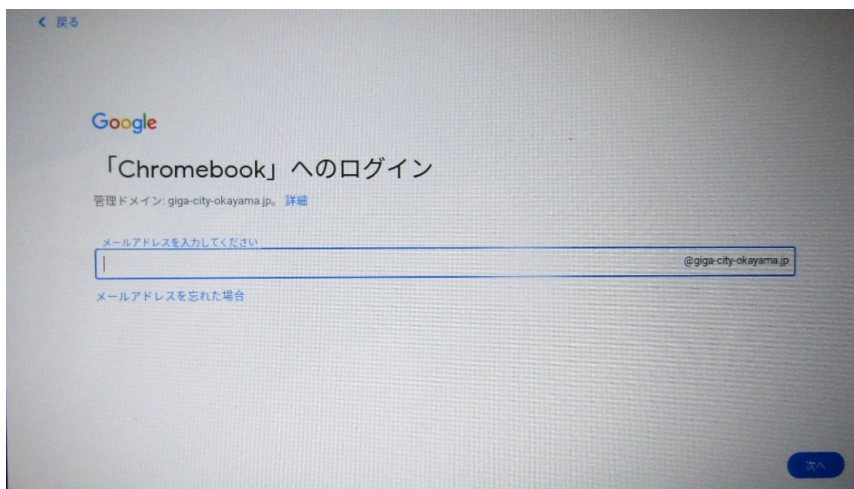 戻る
Google
「Chromebook」へのログイン
管理ドメイン: giga-city-okayama.jp。 詳細
メールアドレスを入力してください
@giga-city-okayama.jp
メールアドレスを忘れた場合
次へ